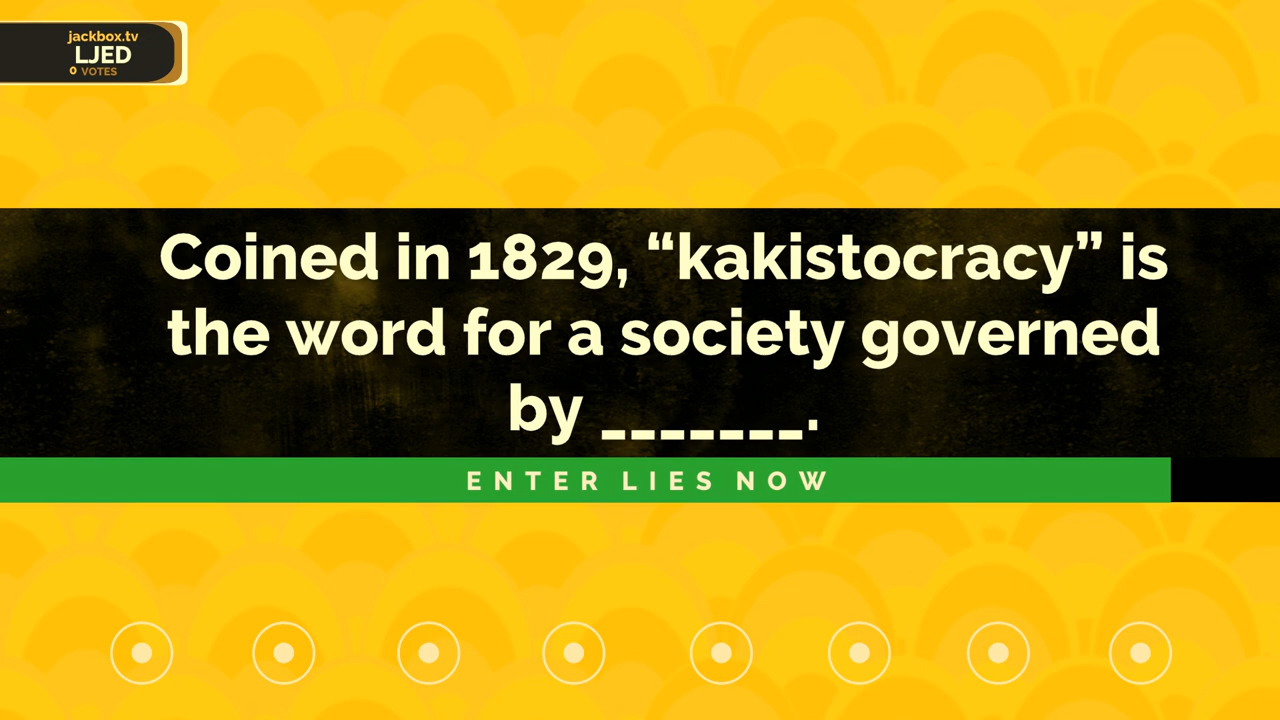 jackbox.tv
LJED
0 VOTES
Coined in 1829, “kakistocracy” is
the word for a society governed
by _______.
ENTER LIES NOW